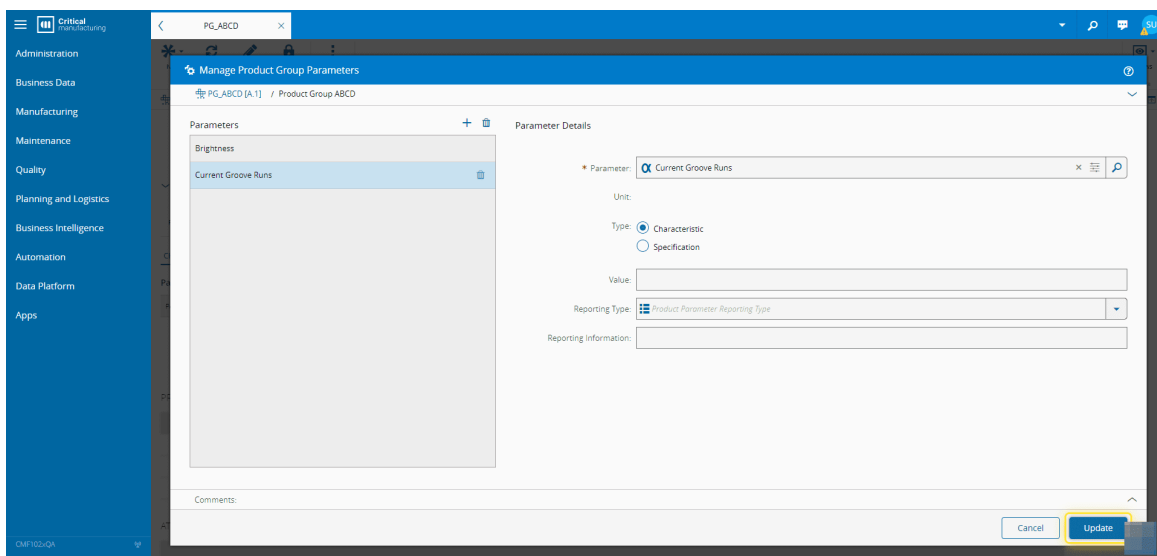 Critical
manufacturing
PG_ABCD
SU
Administration
Business Data
Manufacturing
Maintenance
Quality
Planning and Logistics
Business Intelligence
Automation
Data Platform
Apps
CMF102xQA
Manage Product Group Parameters
PG_ABCD [A.1] / Product Group ABCD
Parameters
Brightness
Current Groove Runs
Parameter Details
* Parameter: Current Groove Runs
Unit:
Type: Characteristic
Specification
Value:
Reporting Type: Product Parameter Reporting Type
Reporting Information:
Comments:
Cancel Update